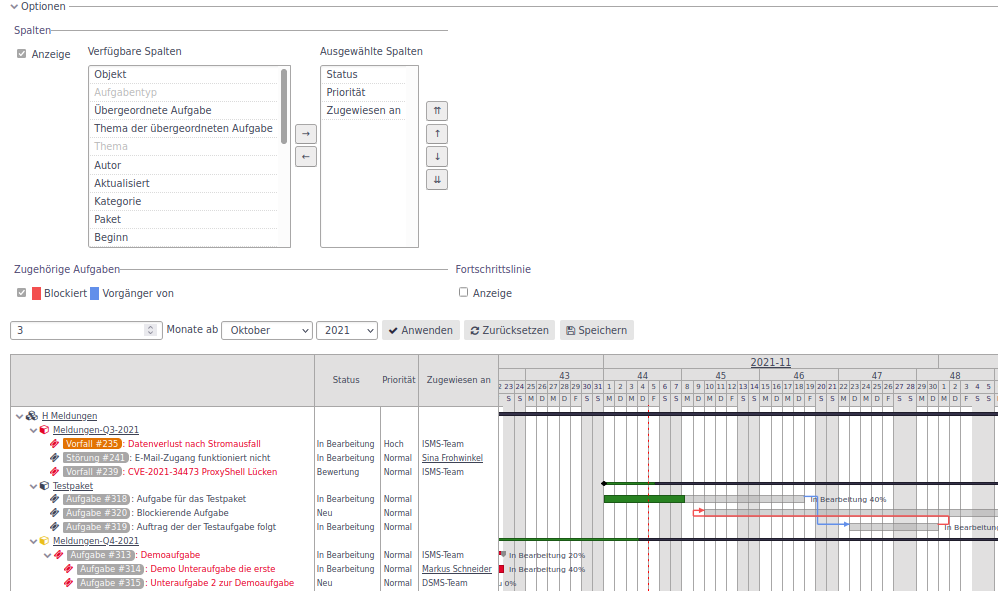 Optionen
Spalten
Anzeige
Verfügbare Spalten
Ausgewählte Spalten
Objekt
Aufgabentyp
Übergeordnete Aufgabe
Thema der übergeordneten Aufgabe
Thema
Autor
Aktualisiert
Kategorie
Paket
Beginn
→
←
Status
Priorität
Zugewiesen an
⇈
↑
↓
⇊
Zugehörige Aufgaben
Blockiert Vorgänger von
Fortschrittslinie
Anzeige
3 Monate ab Oktober 2021 Anwenden Zurücksetzen Speichern
2021-11
Status Priorität Zugewiesen an
43 44 45 46 47 48
2 23 24 25 26 27 28 29 30 31 1 2 3 4 5 6 7 8 9 10 11 12 13 14 15 16 17 18 19 20 21 22 23 24 25 26 27 28 29 30 1 2 3 4 5
S S M D M D F S S M D M D F S S M D M D F S S M D M D F S S M D M D F S S M D M D F S S
H Meldungen
Meldungen-Q3-2021
Vorfall #235: Datenverlust nach Stromausfall In Bearbeitung Hoch ISMS-Team
Störung #241: E-Mail-Zugang funktioniert nicht In Bearbeitung Normal Sina Frohwinkel
Vorfall #239: CVE-2021-34473 ProxyShell Lücken Bewertung Normal ISMS-Team
Testpaket
Aufgabe #318: Aufgabe für das Testpaket In Bearbeitung Normal In Bearbeitung 40%
Aufgabe #320: Blockierende Aufgabe Neu Normal
Aufgabe #319: Auftrag der der Testaufgabe folgt In Bearbeitung Normal In Bearbeitung
Meldungen-Q4-2021
Aufgabe #313: Demoaufgabe In Bearbeitung Normal ISMS-Team In Bearbeitung 20%
Aufgabe #314: Demo Unteraufgabe die erste In Bearbeitung Normal Markus Schneider In Bearbeitung 40%
Aufgabe #315: Unteraufgabe 2 zur Demoaufgabe Neu Normal DSMS-Team u 0%